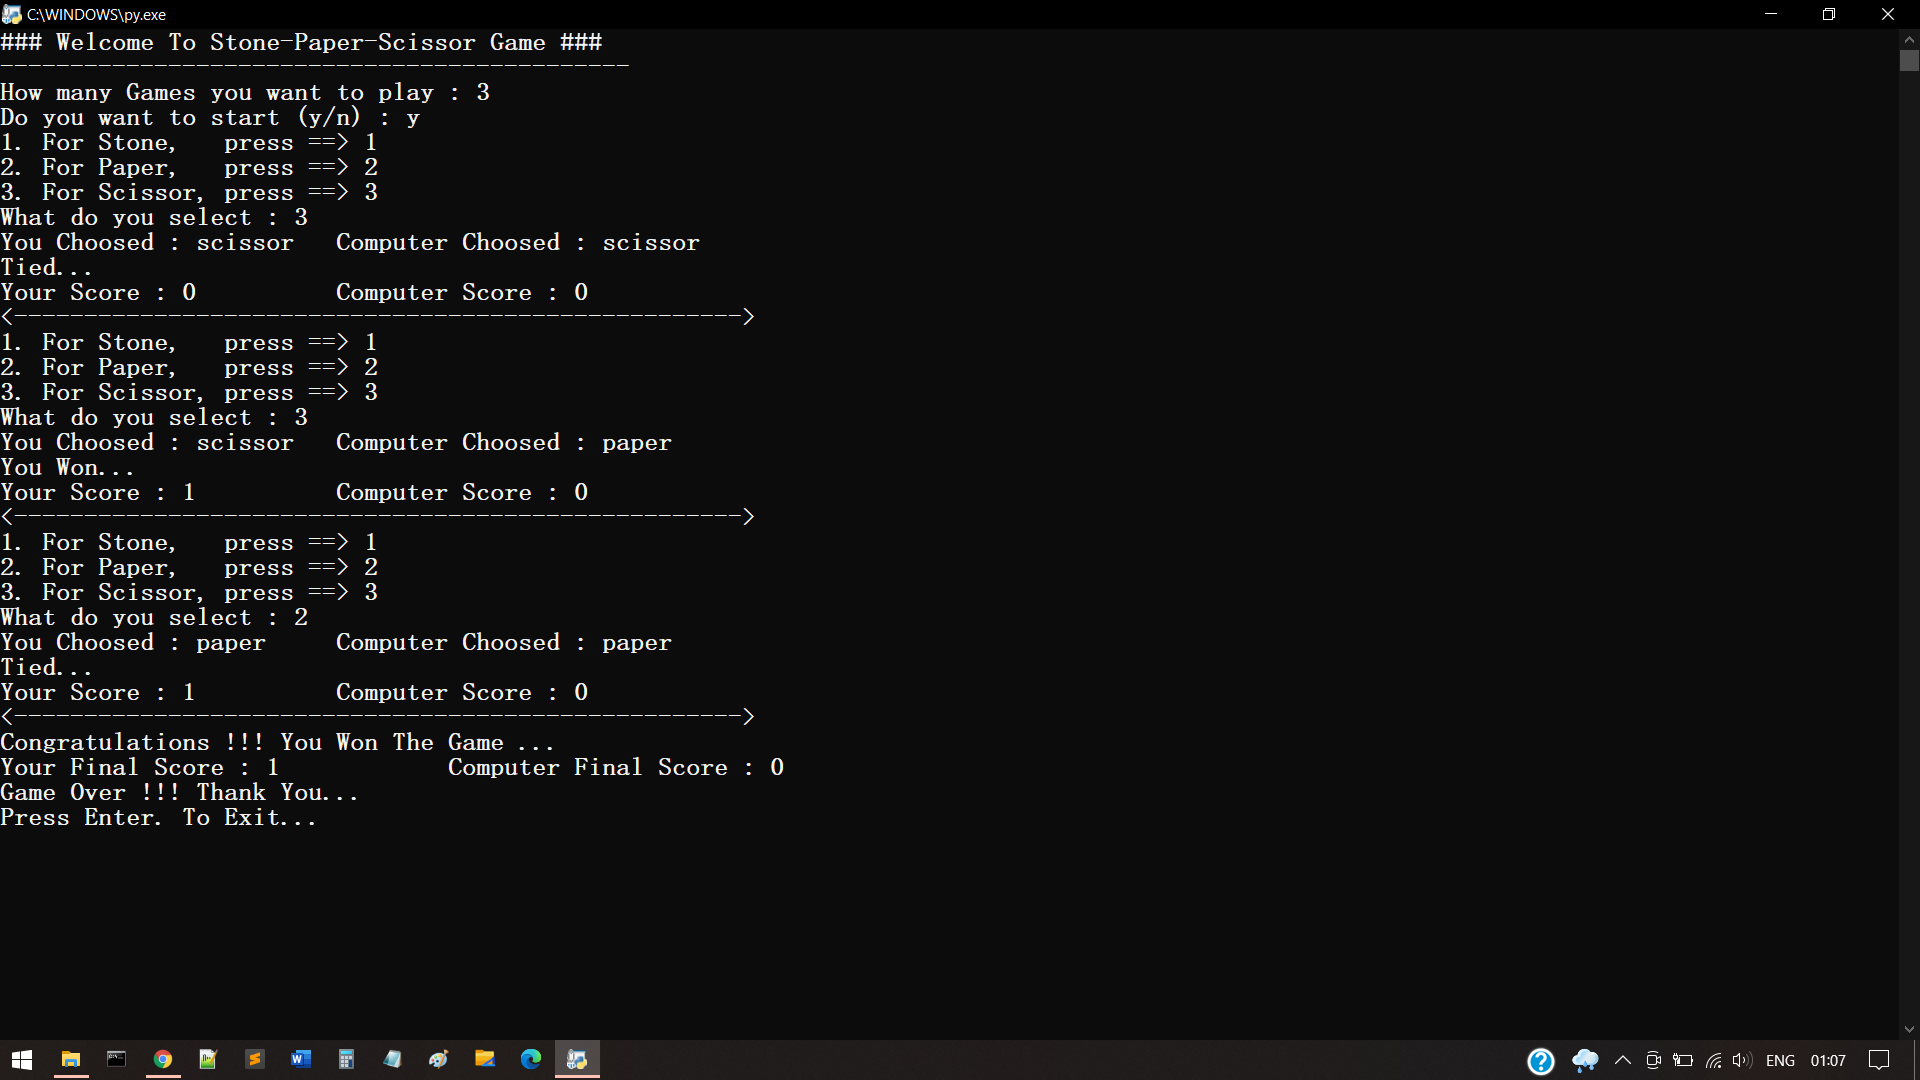 C:\WINDOWS\py.exe
### Welcome To Stone-Paper-Scissor Game ###
---------------------------------------------
How many Games you want to play : 3
Do you want to start (y/n) : y
1. For Stone,   press ==> 1
2. For Paper,   press ==> 2
3. For Scissor, press ==> 3
What do you select : 3
You Choosed : scissor   Computer Choosed : scissor
Tied...
Your Score : 0          Computer Score : 0
<---------------------------------------------------->
1. For Stone,   press ==> 1
2. For Paper,   press ==> 2
3. For Scissor, press ==> 3
What do you select : 3
You Choosed : scissor   Computer Choosed : paper
You Won...
Your Score : 1          Computer Score : 0
<---------------------------------------------------->
1. For Stone,   press ==> 1
2. For Paper,   press ==> 2
3. For Scissor, press ==> 3
What do you select : 2
You Choosed : paper     Computer Choosed : paper
Tied...
Your Score : 1          Computer Score : 0
<---------------------------------------------------->
Congratulations !!! You Won The Game ...
Your Final Score : 1            Computer Final Score : 0
Game Over !!! Thank You...
Press Enter. To Exit...
ENG 01:07